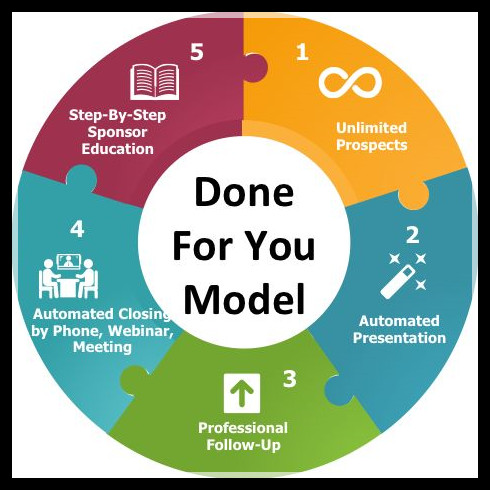 Done
For You
Model
1
Unlimited
Prospects
2
Automated
Presentation
3
Professional
Follow-Up
4
Automated Closing
by Phone, Webinar,
Meeting
5
Step-By-Step
Sponsor
Education